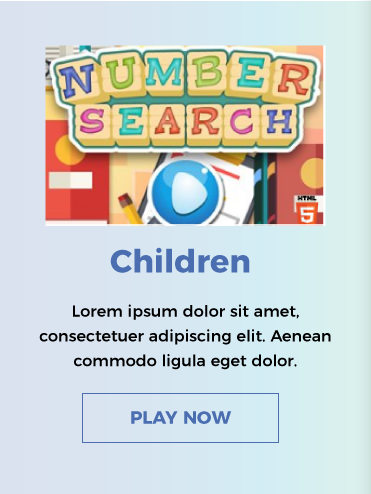 NUMBER
SEARCH
HTML
5
Children
Lorem ipsum dolor sit amet,
consectetuer adipiscing elit. Aenean
commodo ligula eget dolor.
PLAY NOW